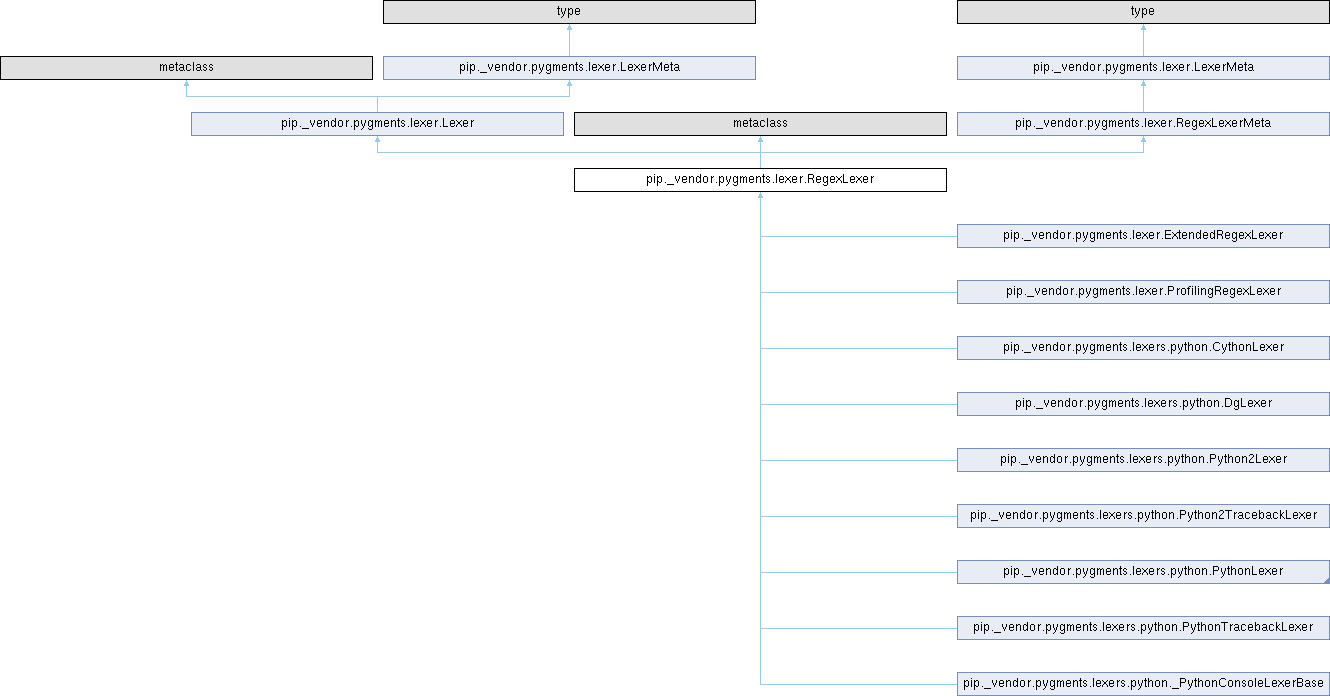 type
type
metaclass
pip._vendor.pygments.lexer.LexerMeta
pip._vendor.pygments.lexer.LexerMeta
pip._vendor.pygments.lexer.Lexer
metaclass
pip._vendor.pygments.lexer.RegexLexerMeta
pip._vendor.pygments.lexer.RegexLexer
pip._vendor.pygments.lexer.ExtendedRegexLexer
pip._vendor.pygments.lexer.ProfilingRegexLexer
pip._vendor.pygments.lexers.python.CythonLexer
pip._vendor.pygments.lexers.python.DgLexer
pip._vendor.pygments.lexers.python.Python2Lexer
pip._vendor.pygments.lexers.python.Python2TracebackLexer
pip._vendor.pygments.lexers.python.PythonLexer
pip._vendor.pygments.lexers.python.PythonTracebackLexer
pip._vendor.pygments.lexers.python._PythonConsoleLexerBase